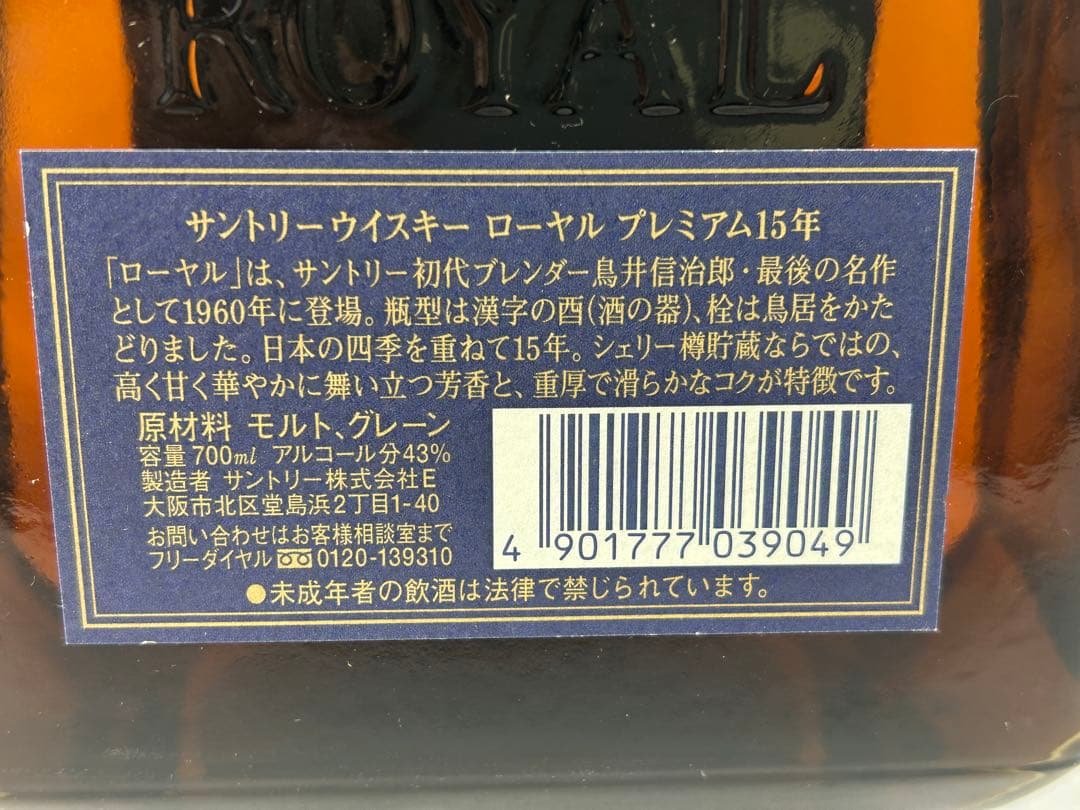 ROYAL
サントリーウイスキー ローヤル プレミアム15年
「ローヤル」は、サントリー初代ブレンダー鳥井信治郎・最後の名作
として1960年に登場。瓶型は漢字の酉(酒の器)、栓は鳥居をかた
どりました。日本の四季を重ねて15年。シェリー樽貯蔵ならではの、
高く甘く華やかに舞い立つ芳香と、重厚で滑らかなコクが特徴です。
原材料 モルト、グレーン
容量 700ml アルコール分43%
製造者 サントリー株式会社E
大阪市北区堂島浜2丁目1-40
お問い合わせはお客様相談室まで
フリーダイヤル 0120-139310
4 901777 039049
●未成年者の飲酒は法律で禁じられています。